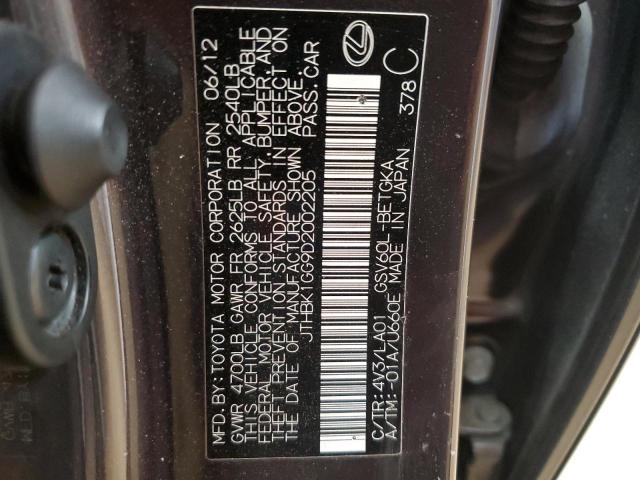 MFD. BY: TOYOTA MOTOR CORPORATION 06/12
GVWR 4700LB GAWR FR 2625LB RR 2540LB
THIS VEHICLE CONFORMS TO ALL APPLICABLE
FEDERAL MOTOR VEHICLE SAFETY, BUMPER, AND
THEFT PREVENTION STANDARDS IN EFFECT ON
THE DATE OF MANUFACTURE SHOWN ABOVE.
JTHBK1GG9D2002205 PASS. CAR
C/TR: 4V3/LA01 GSV60L-BETGKA
A/TM: -01A/U660E MADE IN JAPAN 378 C